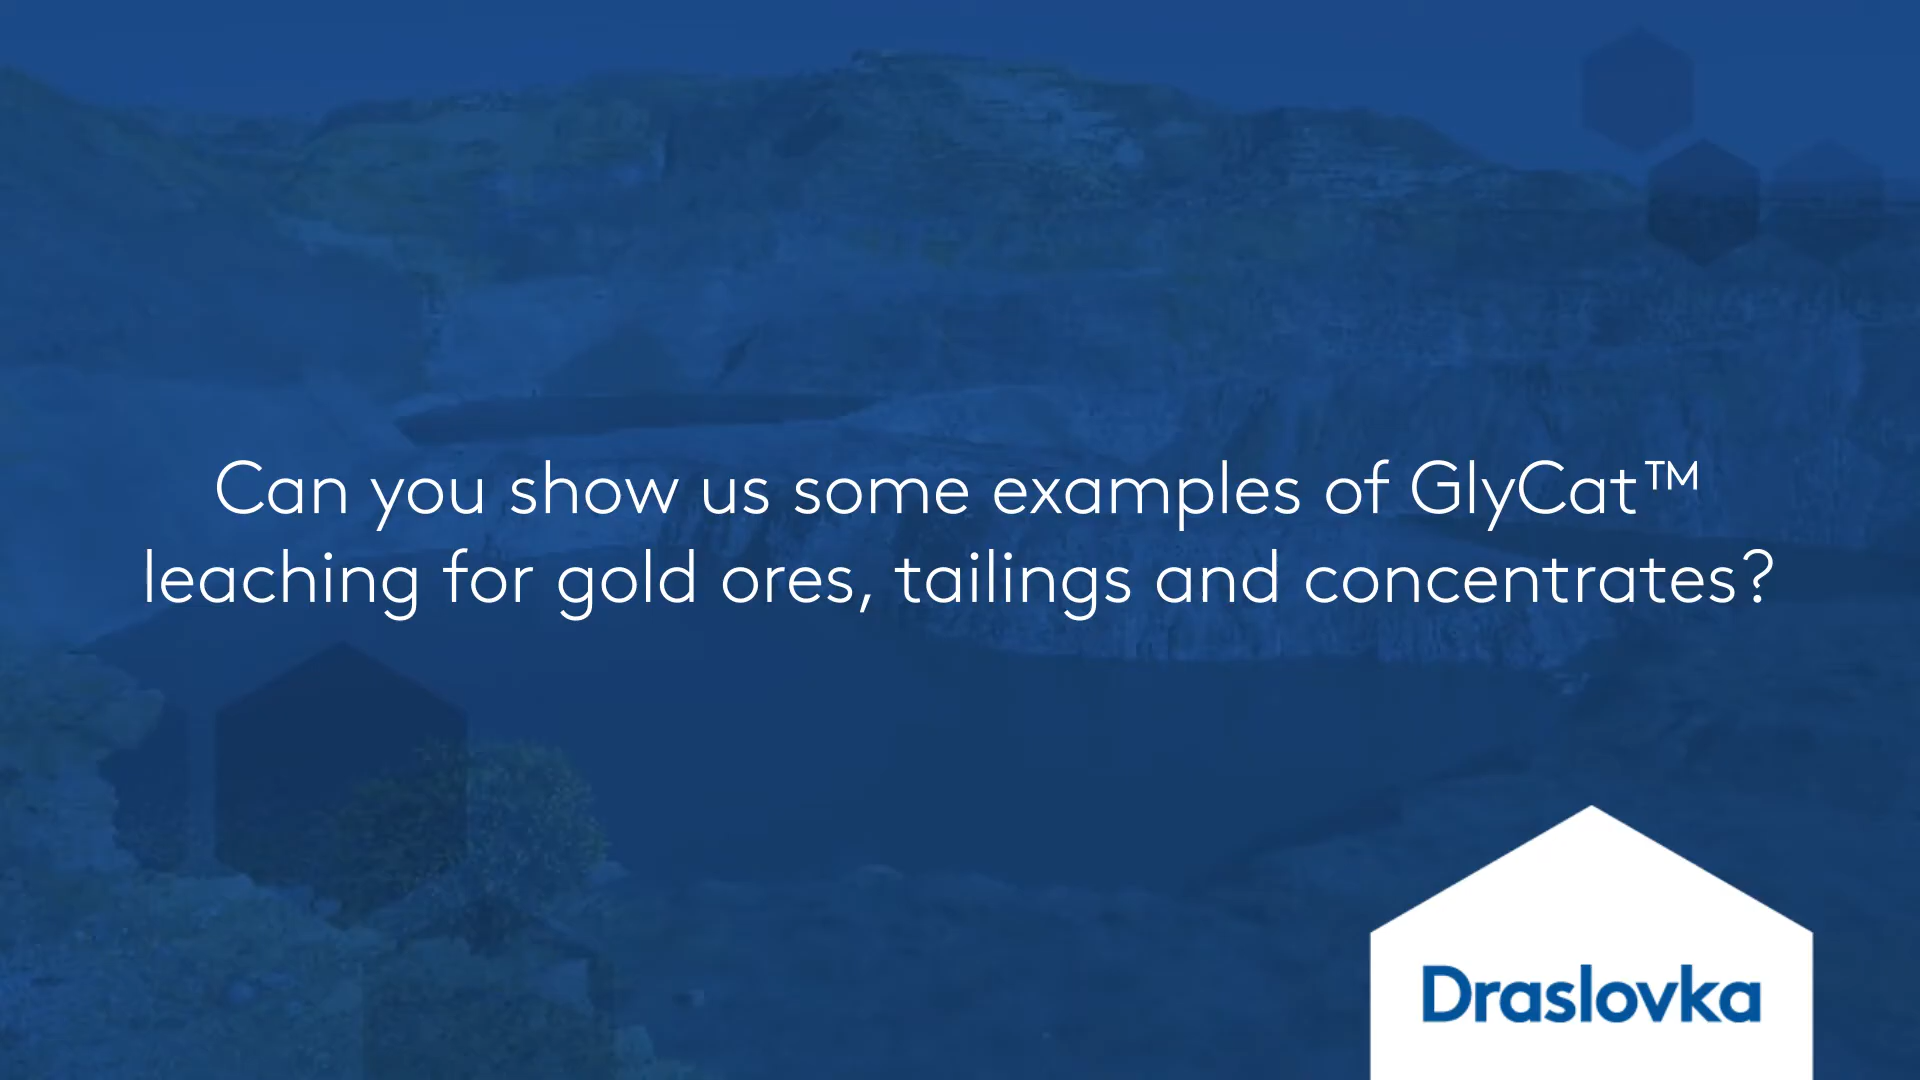 Can you show us some examples of GlyCat™
leaching for gold ores, tailings and concentrates?
Draslovka